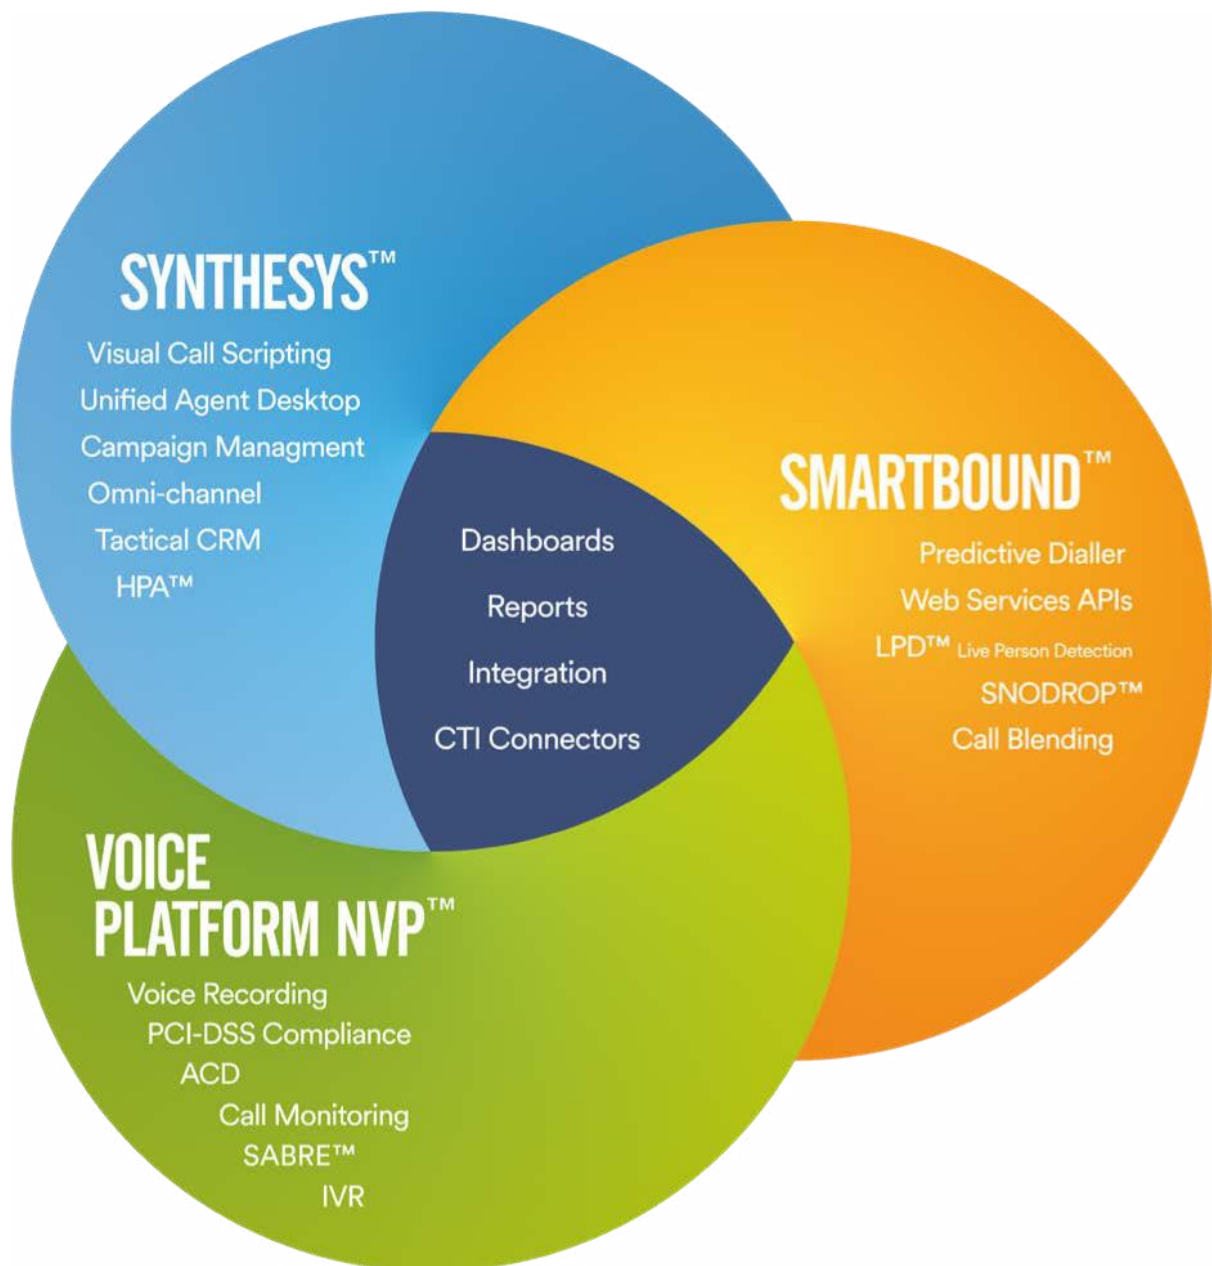 SYNTHESYS™
Visual Call Scripting
Unified Agent Desktop
Campaign Managment
Omni-channel
Tactical CRM
HPA™
SMARTBOUND™
Predictive Dialler
Web Services APIs
LPD™ Live Person Detection
SNODROP™
Call Blending
Dashboards
Reports
Integration
CTI Connectors
VOICE
PLATFORM NVP™
Voice Recording
PCI-DSS Compliance
ACD
Call Monitoring
SABRE™
IVR